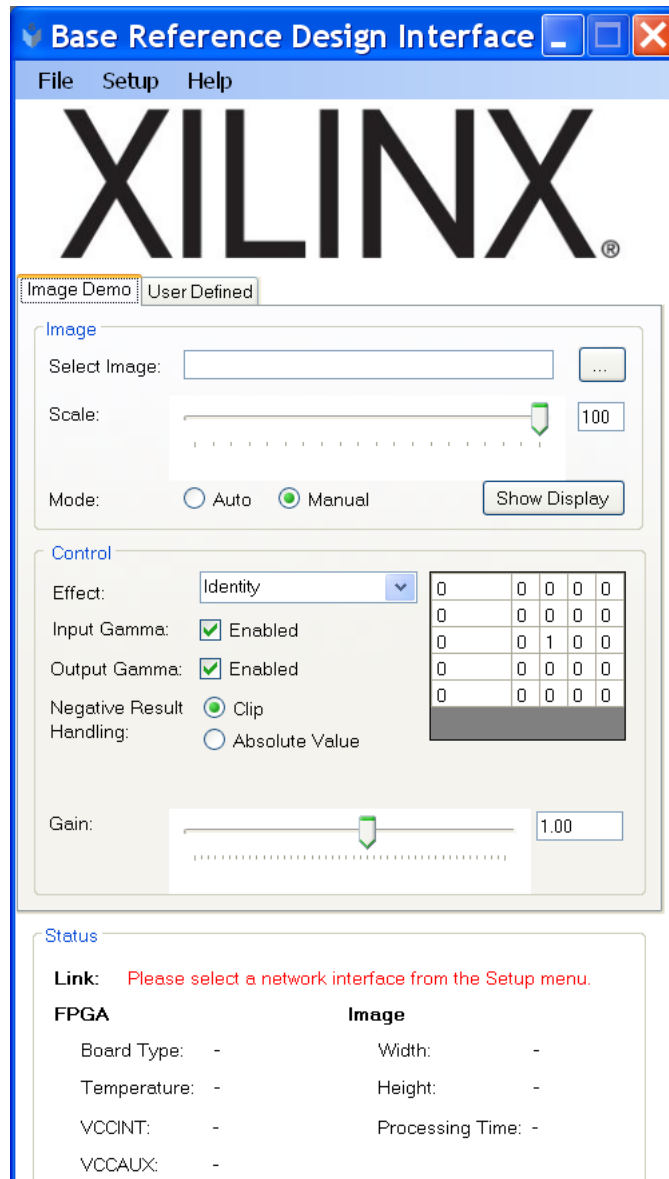 Base Reference Design Interface
File Setup Help
XILINX®
Image Demo User Defined
Image
Select Image: ...
Scale: 100
Mode: Auto Manual Show Display
Control
Effect: Identity
Input Gamma: Enabled
Output Gamma: Enabled
Negative Result Handling: Clip
Absolute Value
0 0 0 0 0
0 0 0 0 0
0 0 1 0 0
0 0 0 0 0
0 0 0 0 0
Gain: 1.00
Status
Link: Please select a network interface from the Setup menu.
FPGA Image
Board Type: - Width: -
Temperature: - Height: -
VCCINT: - Processing Time: -
VCCAUX: -